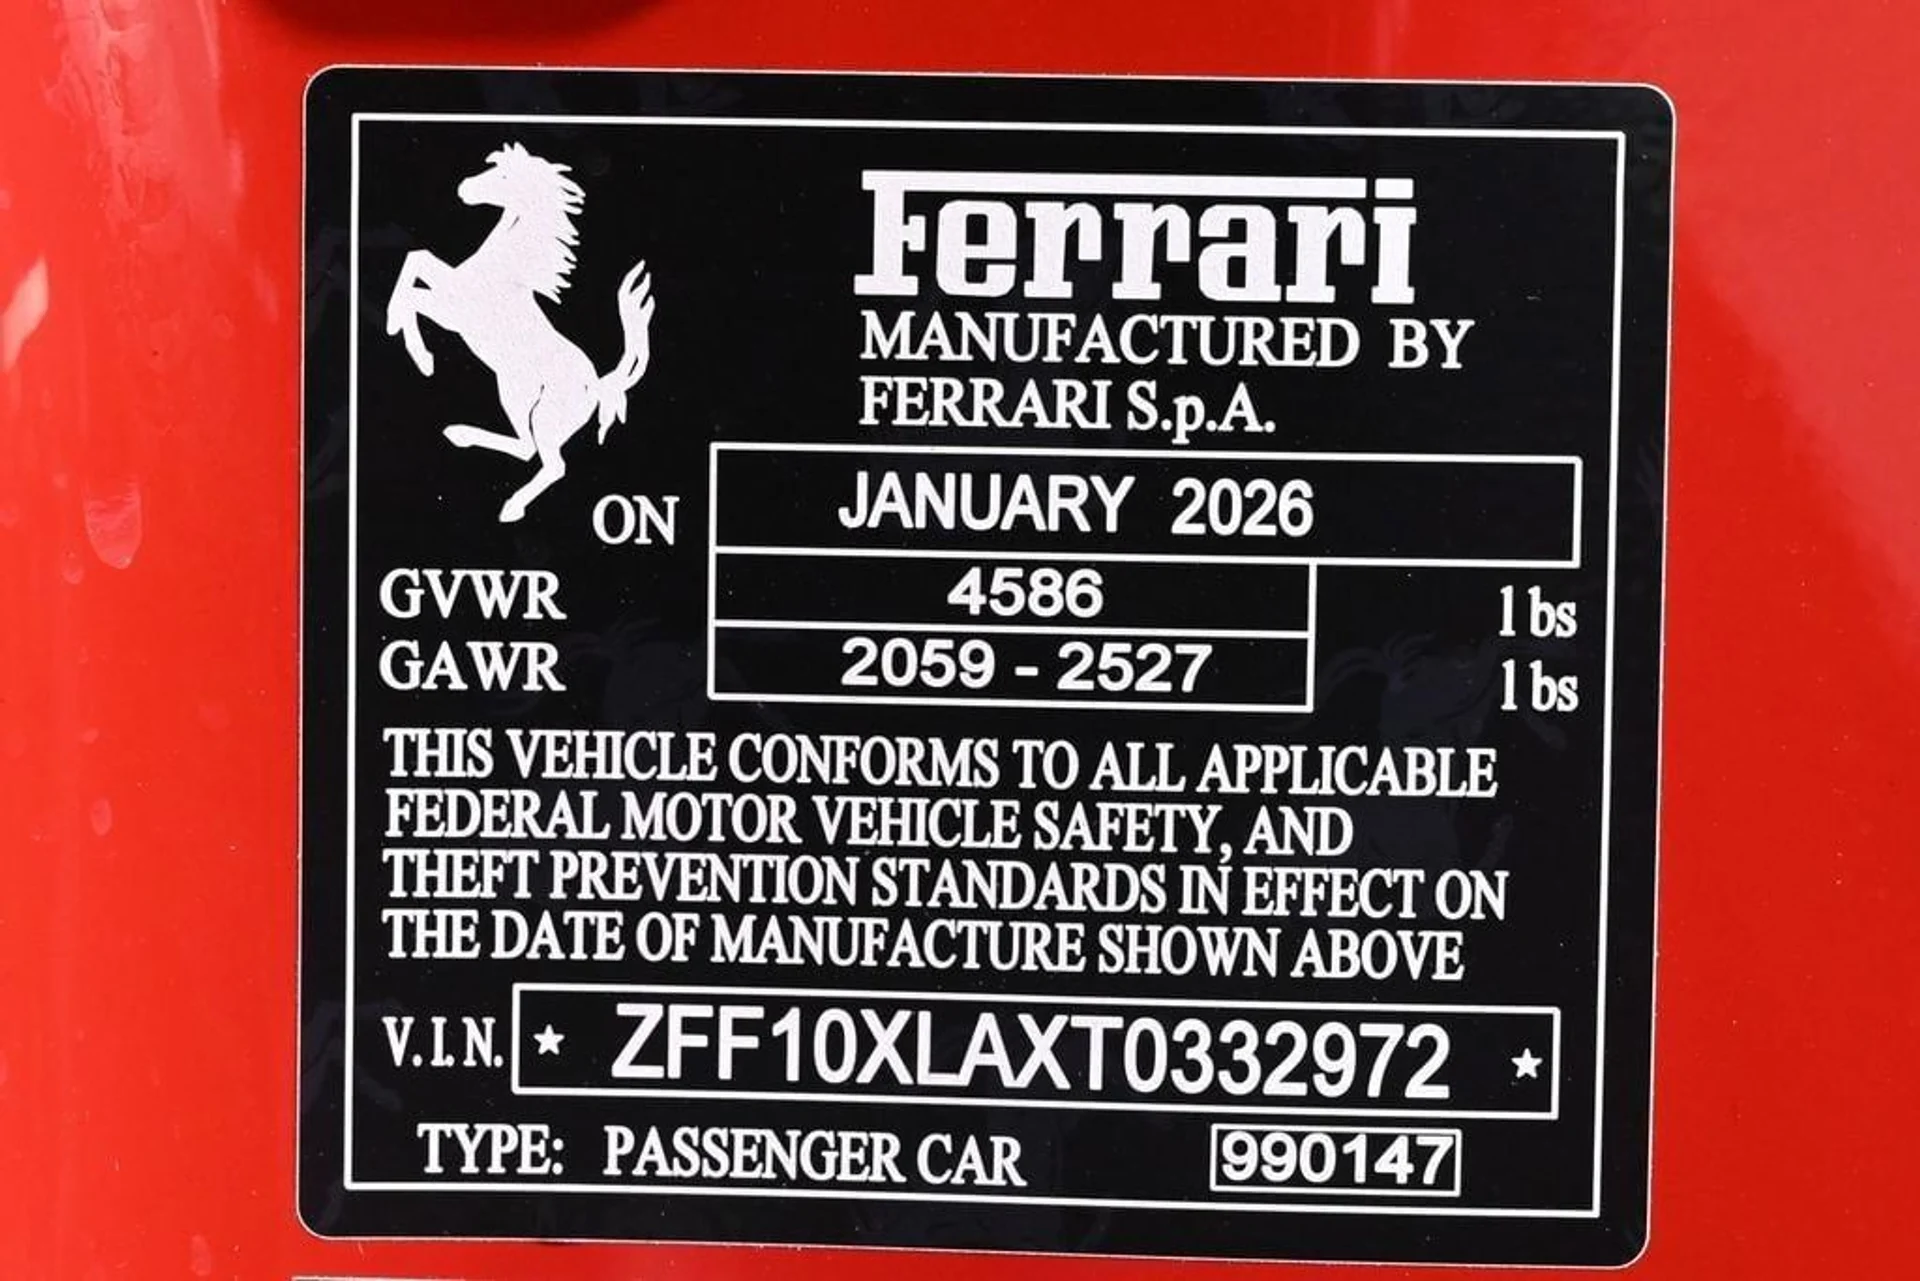 Ferrari
MANUFACTURED BY
FERRARI S.p.A.
ON JANUARY 2026
GVWR 4586 lbs
GAWR 2059 - 2527 lbs
THIS VEHICLE CONFORMS TO ALL APPLICABLE
FEDERAL MOTOR VEHICLE SAFETY, AND
THEFT PREVENTION STANDARDS IN EFFECT ON
THE DATE OF MANUFACTURE SHOWN ABOVE
V.I.N. ★ ZFF10XLAXT0332972 ★
TYPE: PASSENGER CAR 990147